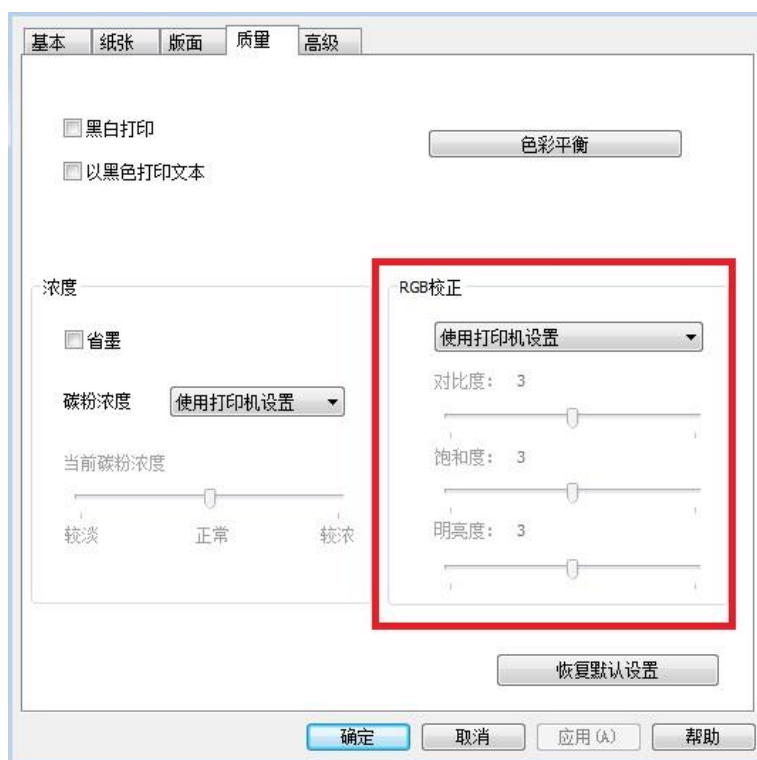 基本 纸张 版面 质量 高级
黑白打印
色彩平衡
以黑色打印文本
浓度
省墨
碳粉浓度 使用打印机设置
当前碳粉浓度
较淡 正常 较浓
RGB校正
使用打印机设置
对比度: 3
饱和度: 3
明亮度: 3
恢复默认设置
确定 取消 应用(A) 帮助